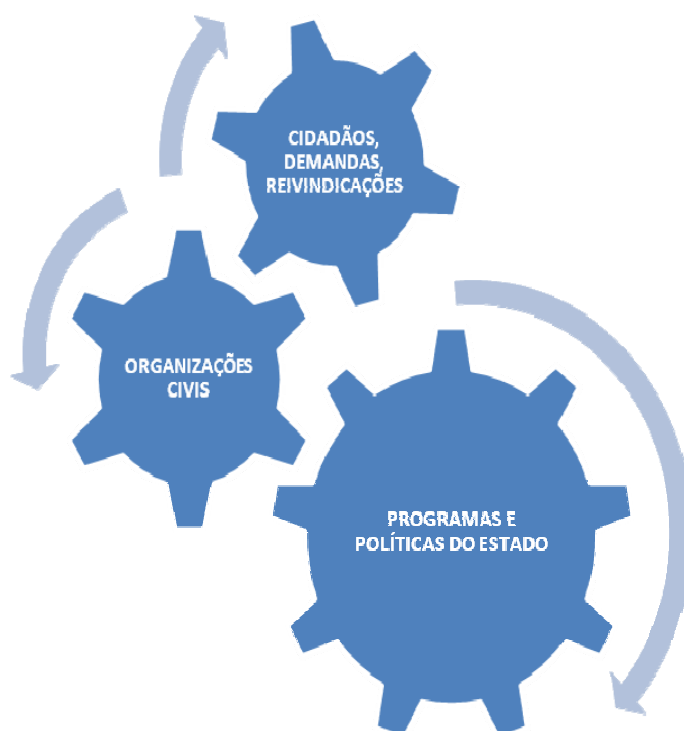 CIDADÃOS,
DEMANDAS,
REIVINDICAÇÕES
ORGANIZAÇÕES
CIVIS
PROGRAMAS E
POLÍTICAS DO ESTADO